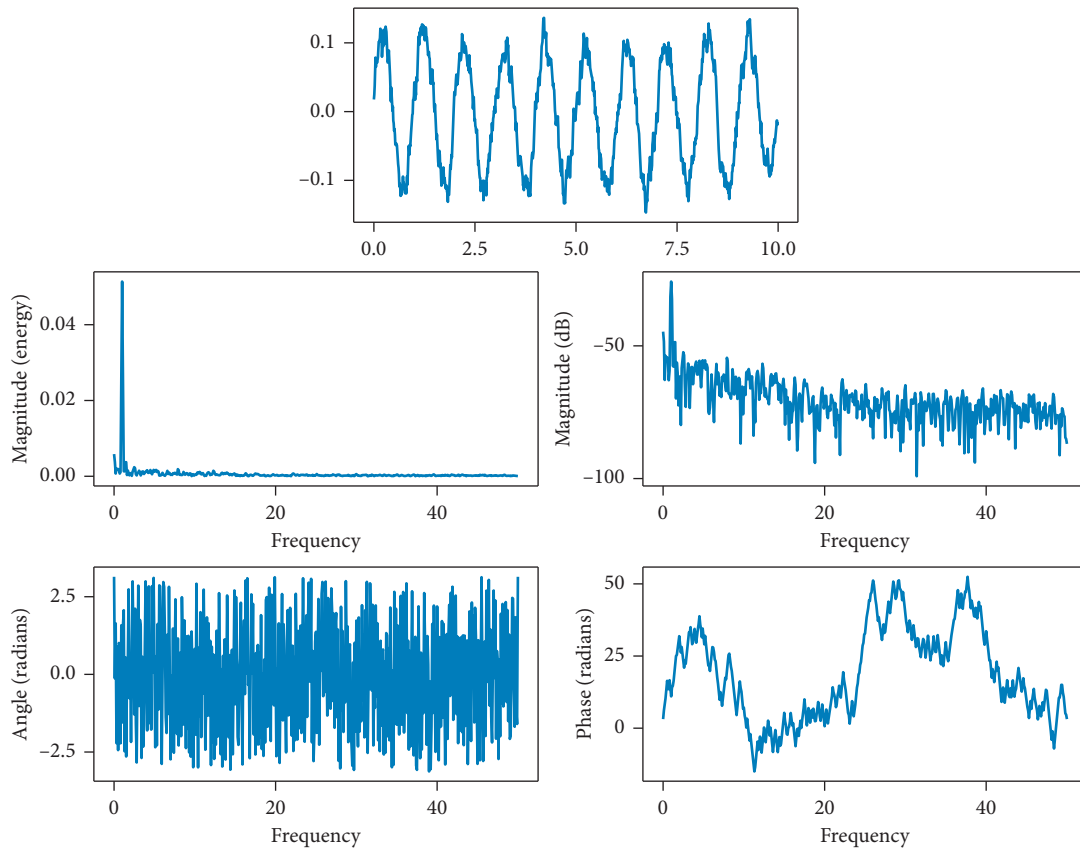 0.1
0.0
−0.1
0.0 2.5 5.0 7.5 10.0
Magnitude (energy)
0.04
0.02
0.00
0 20 40
Frequency
Magnitude (dB)
−50
−100
0 20 40
Frequency
Angle (radians)
2.5
0.0
−2.5
0 20 40
Frequency
Phase (radians)
50
25
0
0 20 40
Frequency